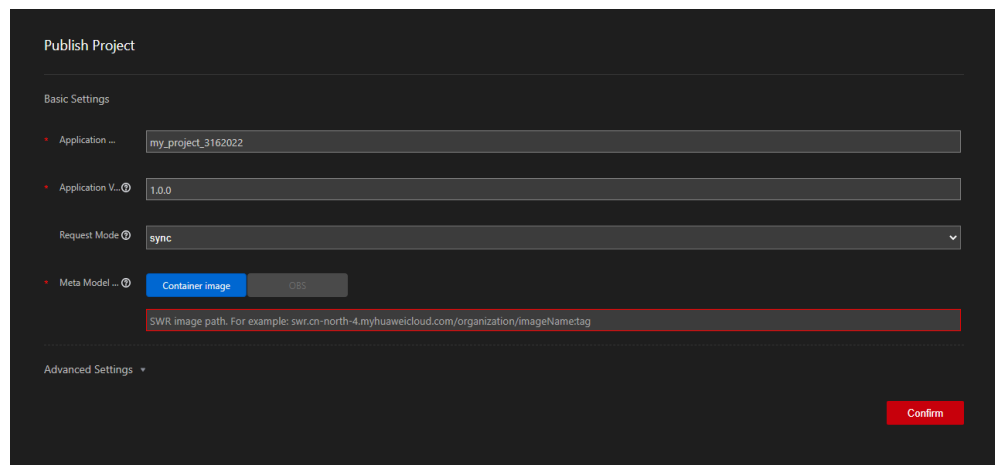 Publish Project
Basic Settings
* Application ...
my_project_3162022
* Application V...
1.0.0
Request Mode
sync
* Meta Model ...
Container image
OBS
SWR image path. For example: swr.cn-north-4.myhuaweicloud.com/organization/imageName:tag
Advanced Settings
Confirm